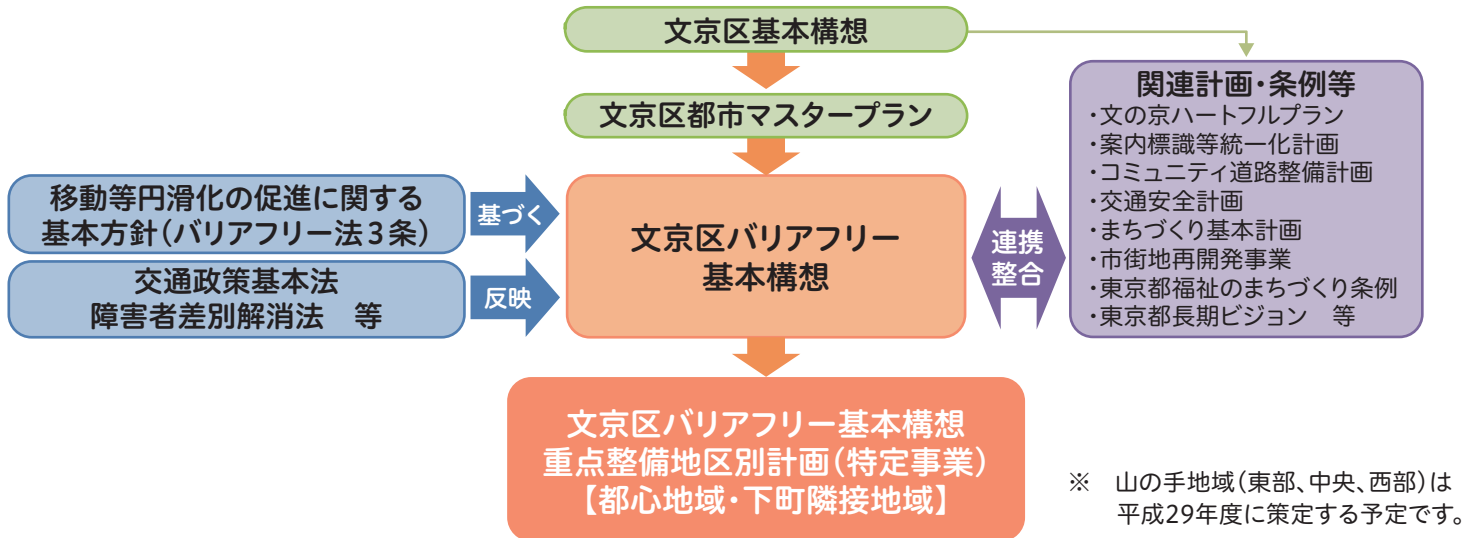 文京区基本構想
文京区都市マスタープラン
移動等円滑化の促進に関する
基本方針（バリアフリー法3条）
基づく
交通政策基本法
障害者差別解消法　等
反映
文京区バリアフリー
基本構想
連携
整合
関連計画・条例等
・文の京ハートフルプラン
・案内標識等統一化計画
・コミュニティ道路整備計画
・交通安全計画
・まちづくり基本計画
・市街地再開発事業
・東京都福祉のまちづくり条例
・東京都長期ビジョン　等
文京区バリアフリー基本構想
重点整備地区別計画（特定事業）
【都心地域・下町隣接地域】
※　山の手地域（東部、中央、西部）は
平成29年度に策定する予定です。